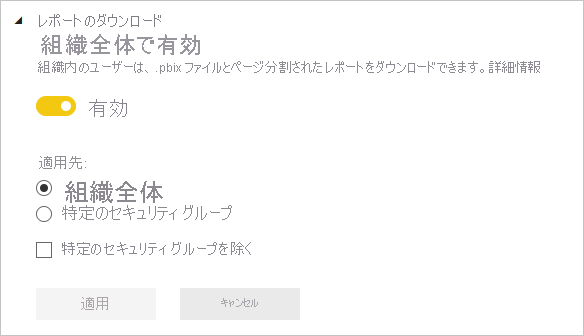 レポートのダウンロード
組織全体で有効
組織内のユーザーは、.pbix ファイルとページ分割されたレポートをダウンロードできます。詳細情報
有効
適用先:
組織全体
特定のセキュリティ グループ
特定のセキュリティ グループを除く
適用
キャンセル